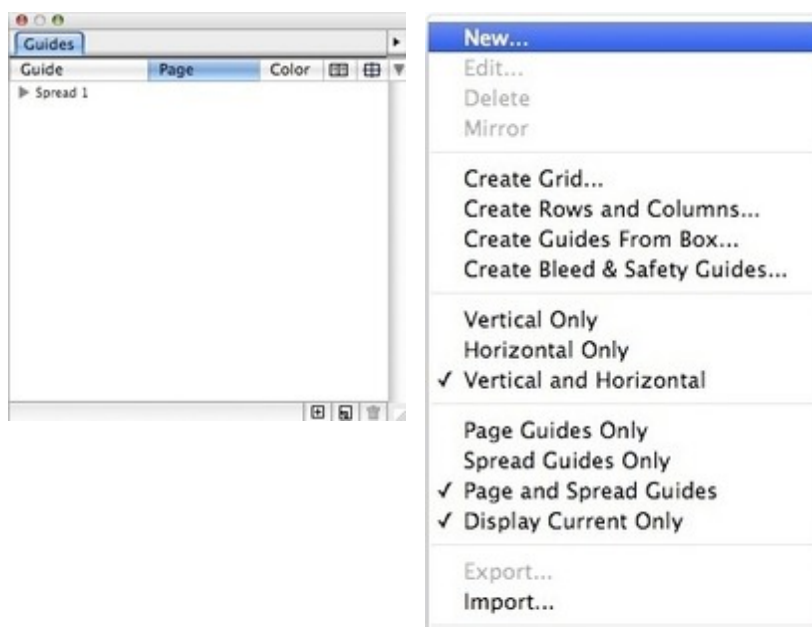 Guides
Guide Page Color
Spread 1
New...
Edit...
Delete
Mirror
Create Grid...
Create Rows and Columns...
Create Guides From Box...
Create Bleed & Safety Guides...
Vertical Only
Horizontal Only
✓ Vertical and Horizontal
Page Guides Only
Spread Guides Only
✓ Page and Spread Guides
✓ Display Current Only
Export...
Import...